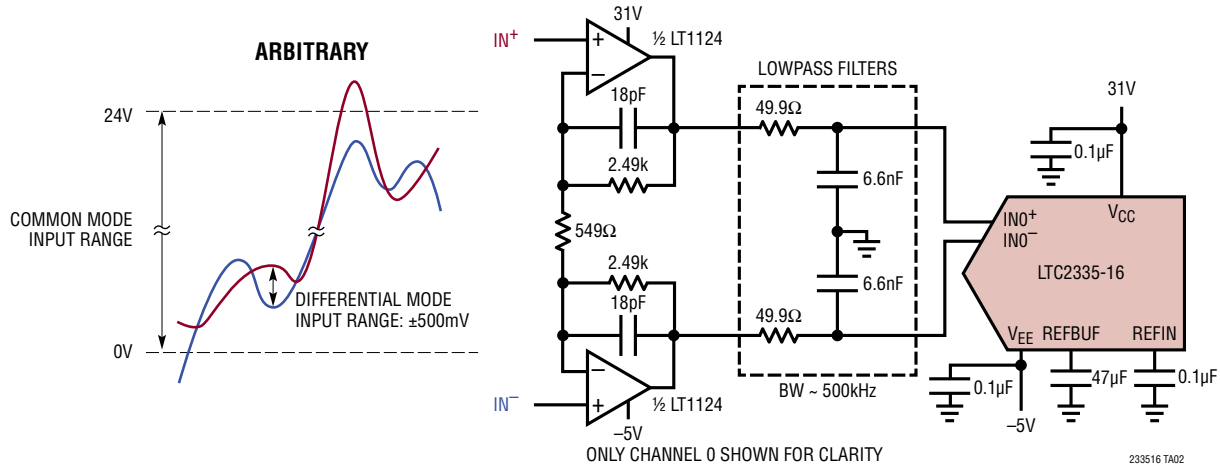 ARBITRARY
24V
COMMON MODE
INPUT RANGE
DIFFERENTIAL MODE
INPUT RANGE: ±500mV
0V
IN+
+
–
31V
½ LT1124
18pF
2.49k
549Ω
2.49k
18pF
–
+
½ LT1124
–5V
IN–
LOWPASS FILTERS
49.9Ω
6.6nF
6.6nF
49.9Ω
BW ~ 500kHz
31V
0.1µF
VCC
IN0+
IN0–
LTC2335-16
VEE REFBUF REFIN
0.1µF
47µF
0.1µF
–5V
ONLY CHANNEL 0 SHOWN FOR CLARITY
233516 TA02